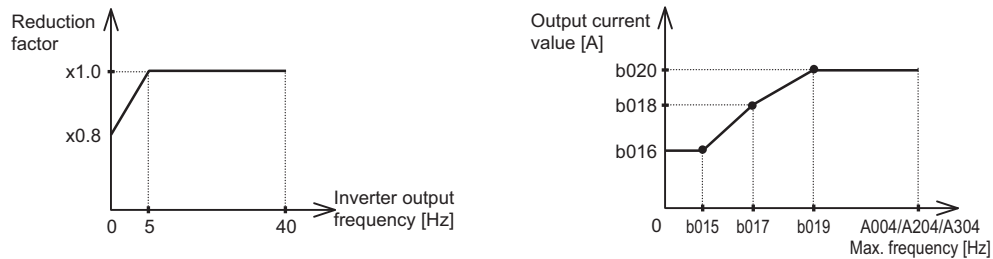 Reduction
factor
x1.0
x0.8
0
5
40
Inverter output
frequency [Hz]
Output current
value [A]
b020
b018
b016
0
b015
b017
b019
A004/A204/A304
Max. frequency [Hz]